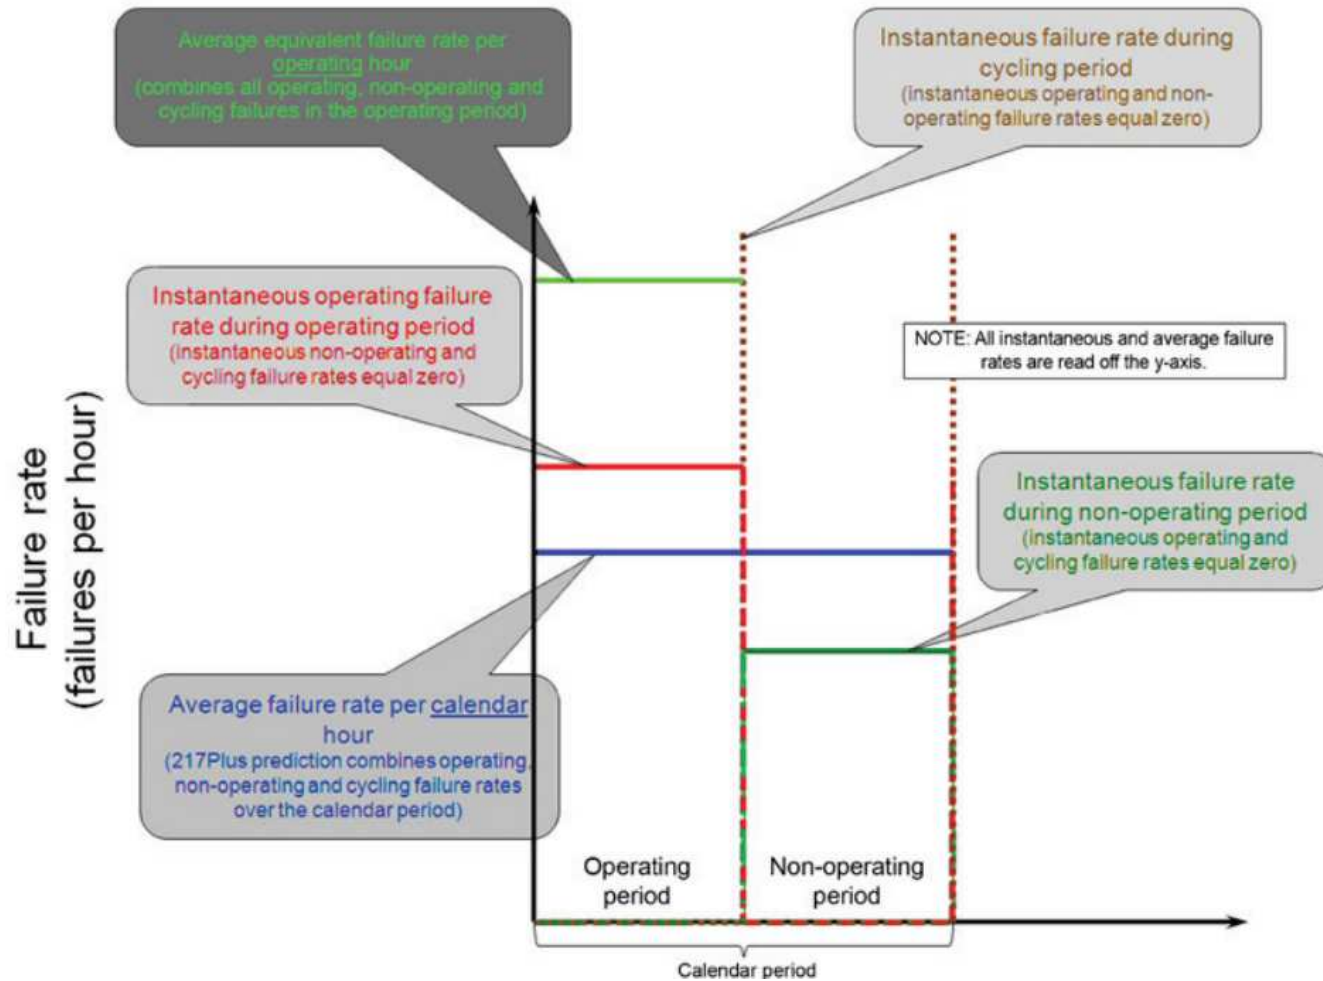 Average equivalent failure rate per
operating hour
(combines all operating, non-operating and
cycling failures in the operating period)
Instantaneous failure rate during
cycling period
(instantaneous operating and non-
operating failure rates equal zero)
Instantaneous operating failure
rate during operating period
(instantaneous non-operating and
cycling failure rates equal zero)
NOTE: All instantaneous and average failure
rates are read off the y-axis.
Failure rate
(failures per hour)
Instantaneous failure rate
during non-operating period
(instantaneous operating and
cycling failure rates equal zero)
Average failure rate per calendar
hour
(217Plus prediction combines operating,
non-operating and cycling failure rates
over the calendar period)
Operating
period
Non-operating
period
Calendar period